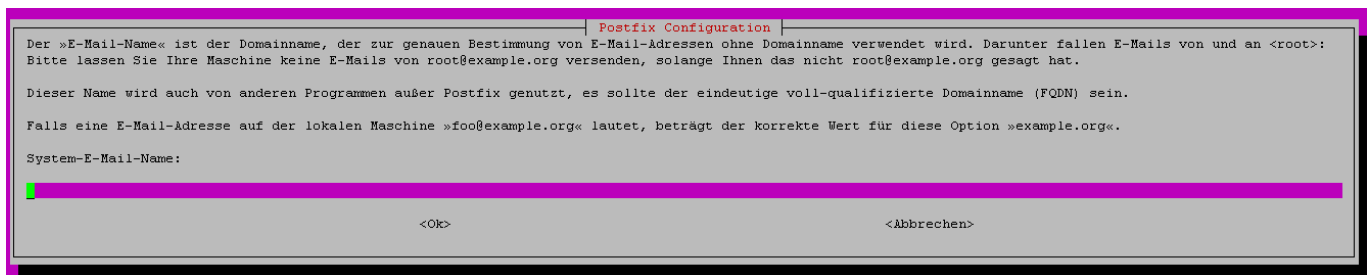 Postfix Configuration
Der »E-Mail-Name« ist der Domainname, der zur genauen Bestimmung von E-Mail-Adressen ohne Domainname verwendet wird. Darunter fallen E-Mails von und an <root>:
Bitte lassen Sie Ihre Maschine keine E-Mails von root@example.org versenden, solange Ihnen das nicht root@example.org gesagt hat.
Dieser Name wird auch von anderen Programmen außer Postfix genutzt, es sollte der eindeutige voll-qualifizierte Domainname (FQDN) sein.
Falls eine E-Mail-Adresse auf der lokalen Maschine »foo@example.org« lautet, beträgt der korrekte Wert für diese Option »example.org«.
System-E-Mail-Name:
<Ok> <Abbrechen>